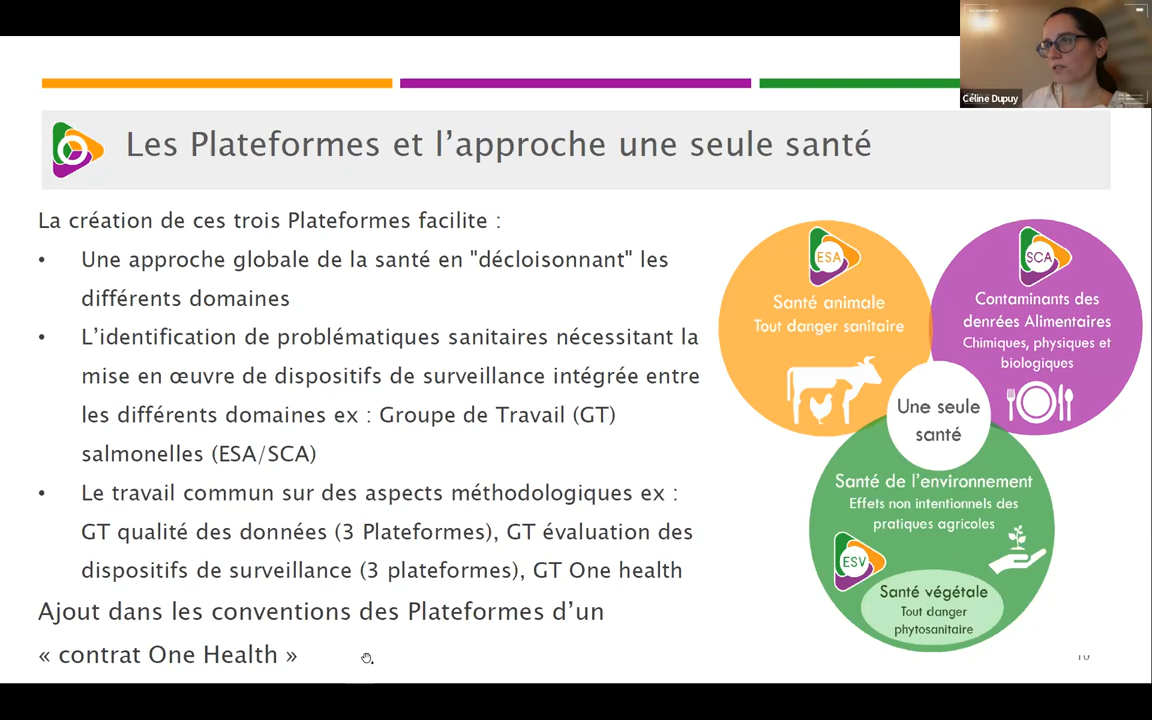 Céline Dupuy
Les Plateformes et l'approche une seule santé
La création de ces trois Plateformes facilite :
• Une approche globale de la santé en "décloisonnant" les
différents domaines
• L'identification de problématiques sanitaires nécessitant la
mise en œuvre de dispositifs de surveillance intégrée entre
les différents domaines ex : Groupe de Travail (GT)
salmonelles (ESA/SCA)
• Le travail commun sur des aspects méthodologiques ex :
GT qualité des données (3 Plateformes), GT évaluation des
dispositifs de surveillance (3 plateformes), GT One health
Ajout dans les conventions des Plateformes d'un
« contrat One Health »
ESA
Santé animale
Tout danger sanitaire
SCA
Contaminants des
denrées Alimentaires
Chimiques, physiques et
biologiques
Une seule
santé
Santé de l'environnement
Effets non intentionnels des
pratiques agricoles
ESV
Santé végétale
Tout danger
phytosanitaire